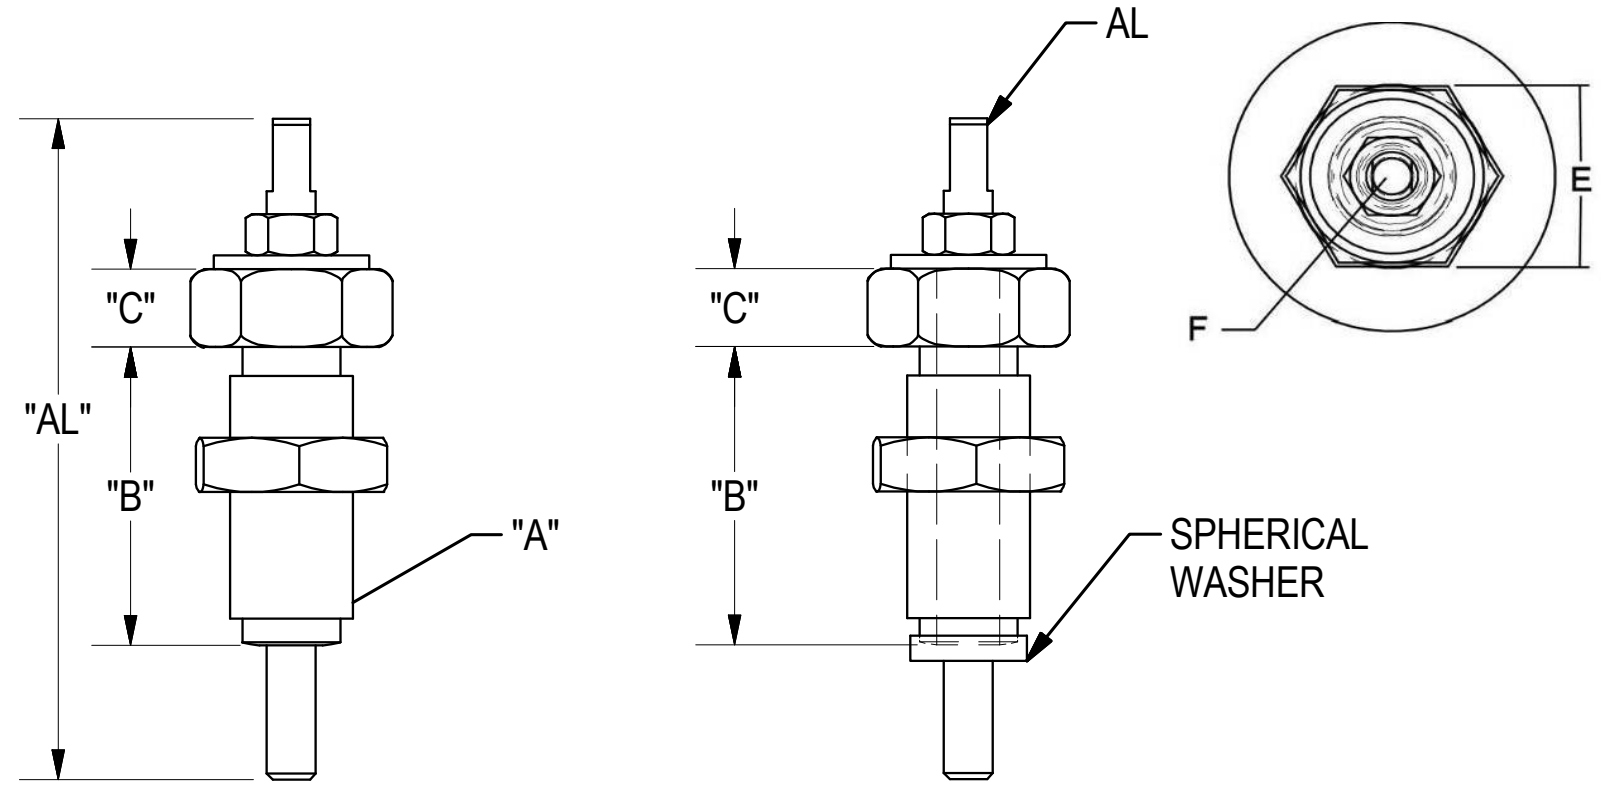 AL
E
"C"
"C"
F
"AL"
"B"
"B"
"A"
SPHERICAL
WASHER